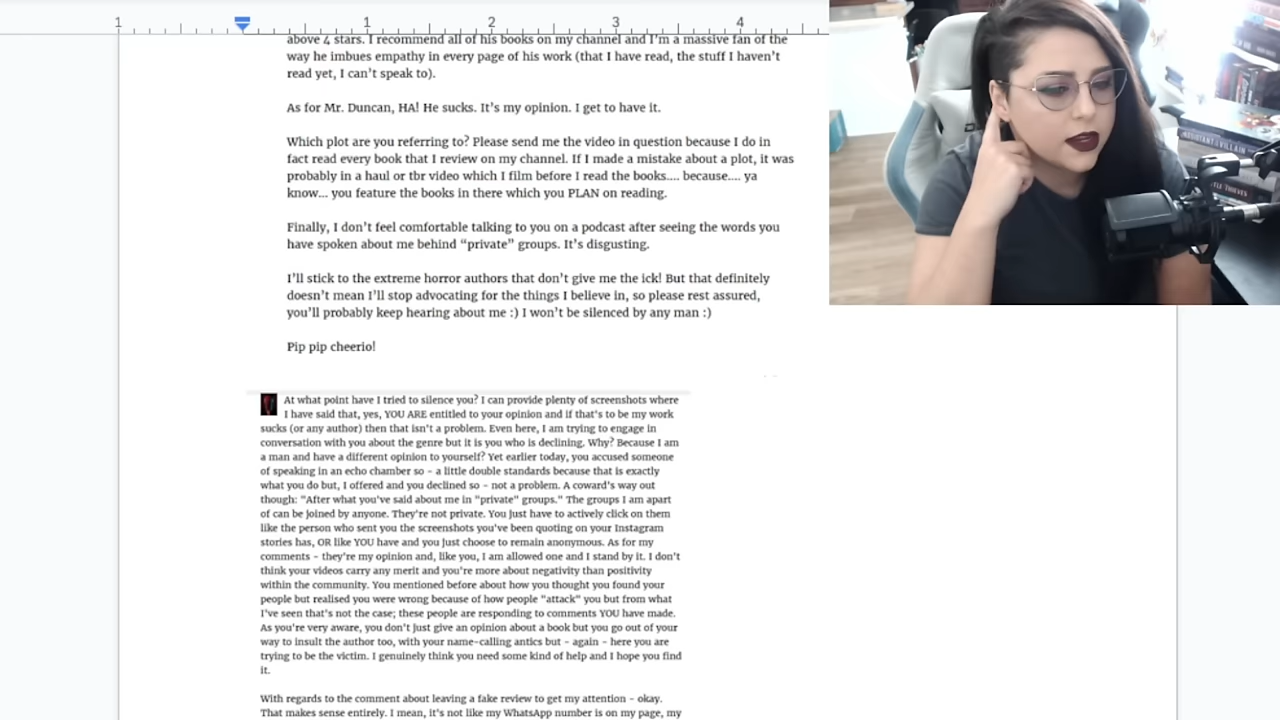 1 1 2 3 4
above 4 stars. I recommend all of his books on my channel and I'm a massive fan of the
way he imbues empathy in every page of his work (that I have read, the stuff I haven't
read yet, I can't speak to).
As for Mr. Duncan, HA! He sucks. It's my opinion. I get to have it.
Which plot are you referring to? Please send me the video in question because I do in
fact read every book that I review on my channel. If I made a mistake about a plot, it was
probably in a haul or tbr video which I film before I read the books.... because.... ya
know... you feature the books in there which you PLAN on reading.
Finally, I don't feel comfortable talking to you on a podcast after seeing the words you
have spoken about me behind "private" groups. It's disgusting.
I'll stick to the extreme horror authors that don't give me the ick! But that definitely
doesn't mean I'll stop advocating for the things I believe in, so please rest assured,
you'll probably keep hearing about me :) I won't be silenced by any man :)
Pip pip cheerio!
At what point have I tried to silence you? I can provide plenty of screenshots where
I have said that, yes, YOU ARE entitled to your opinion and if that's to be my work
sucks (or any author) then that isn't a problem. Even here, I am trying to engage in
conversation with you about the genre but it is you who is declining. Why? Because I am
a man and have a different opinion to yourself? Yet earlier today, you accused someone
of speaking in an echo chamber so - a little double standards because that is exactly
what you do but, I offered and you declined so - not a problem. A coward's way out
though: "After what you've said about me in "private" groups." The groups I am apart
of can be joined by anyone. They're not private. You just have to actively click on them
like the person who sent you the screenshots you've been quoting on your Instagram
stories has, OR like YOU have and you just choose to remain anonymous. As for my
comments - they're my opinion and, like you, I am allowed one and I stand by it. I don't
think your videos carry any merit and you're more about negativity than positivity
within the community. You mentioned before about how you thought you found your
people but realised you were wrong because of how people "attack" you but from what
I've seen that's not the case; these people are responding to comments YOU have made.
As you're very aware, you don't just give an opinion about a book but you go out of your
way to insult the author too, with your name-calling antics but - again - here you are
trying to be the victim. I genuinely think you need some kind of help and I hope you find
it.
With regards to the comment about leaving a fake review to get my attention - okay.
That makes sense entirely. I mean, it's not like my WhatsApp number is on my page, my